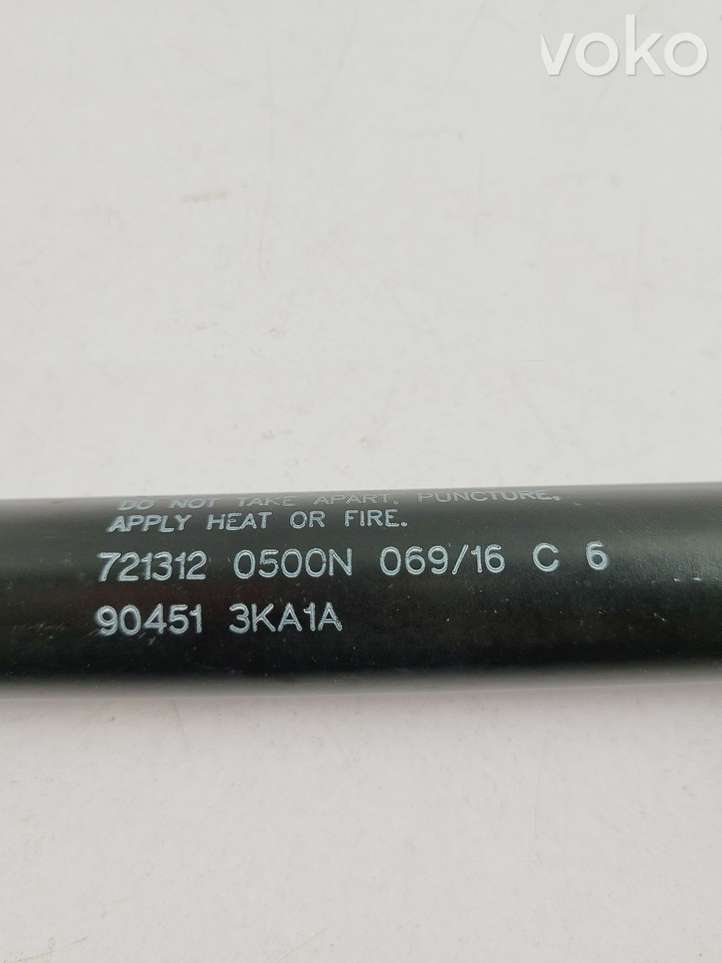 voko
DO NOT TAKE APART, PUNCTURE,
APPLY HEAT OR FIRE.
721312 0500N 069/16 C 6
90451 3KA1A